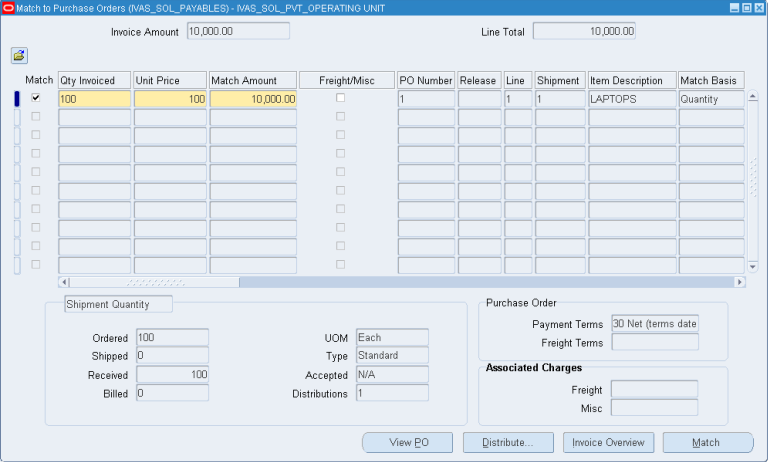 Match to Purchase Orders (IVAS_SOL_PAYABLES) - IVAS_SOL_PVT_OPERATING UNIT
Invoice Amount 10,000.00 Line Total 10,000.00
Match Qty Invoiced Unit Price Match Amount Freight/Misc PO Number Release Line Shipment Item Description Match Basis
100 100 10,000.00 1 1 1 LAPTOPS Quantity
Shipment Quantity
Ordered 100 UOM Each
Shipped 0 Type Standard
Received 100 Accepted N/A
Billed 0 Distributions 1
Purchase Order
Payment Terms 30 Net (terms date
Freight Terms
Associated Charges
Freight
Misc
View PO Distribute... Invoice Overview Match